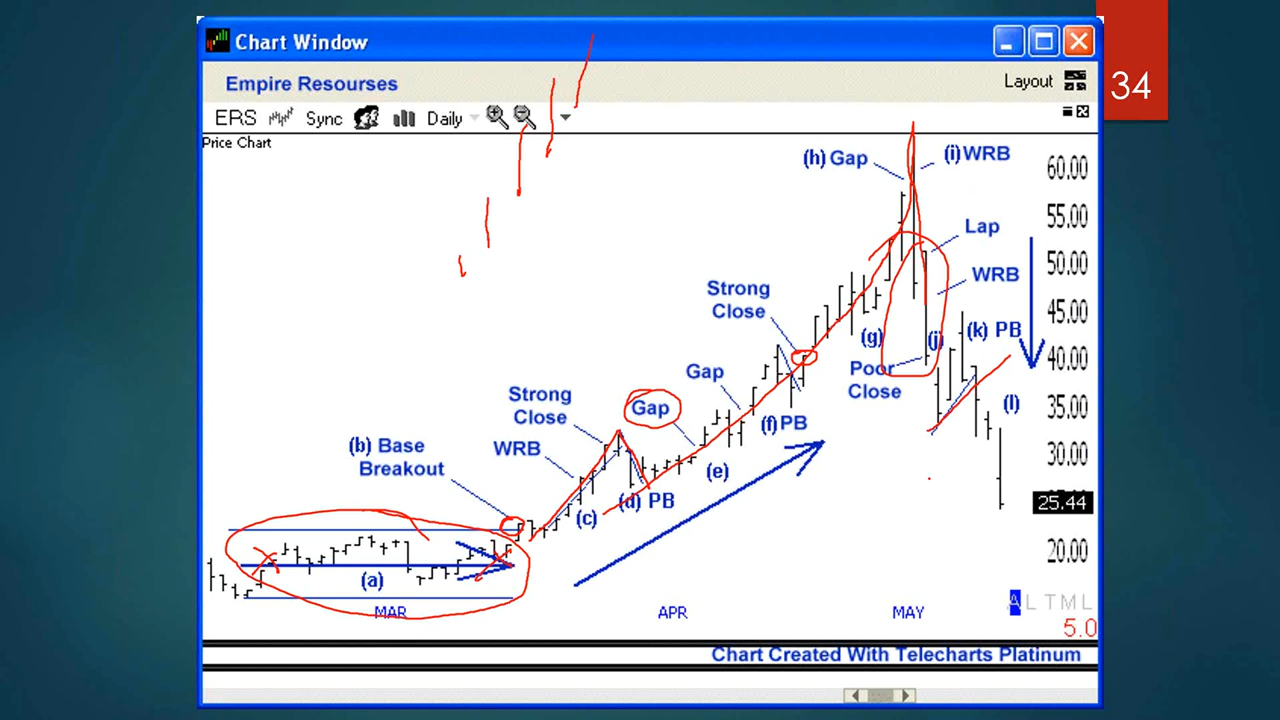 Chart Window
34
Empire Resourses
Layout
ERS
Sync
Daily
Price Chart
(h) Gap
(i) WRB
60.00
55.00
Lap
50.00
WRB
Strong
Close
45.00
(g)
(j)
(k) PB
40.00
Poor
Close
Gap
Strong
Close
Gap
(f) PB
(l)
35.00
(b) Base
Breakout
WRB
(e)
30.00
(c)
(d) PB
25.44
20.00
(a)
MAR
APR
MAY
A L T M L
5.0
Chart Created With Telecharts Platinum